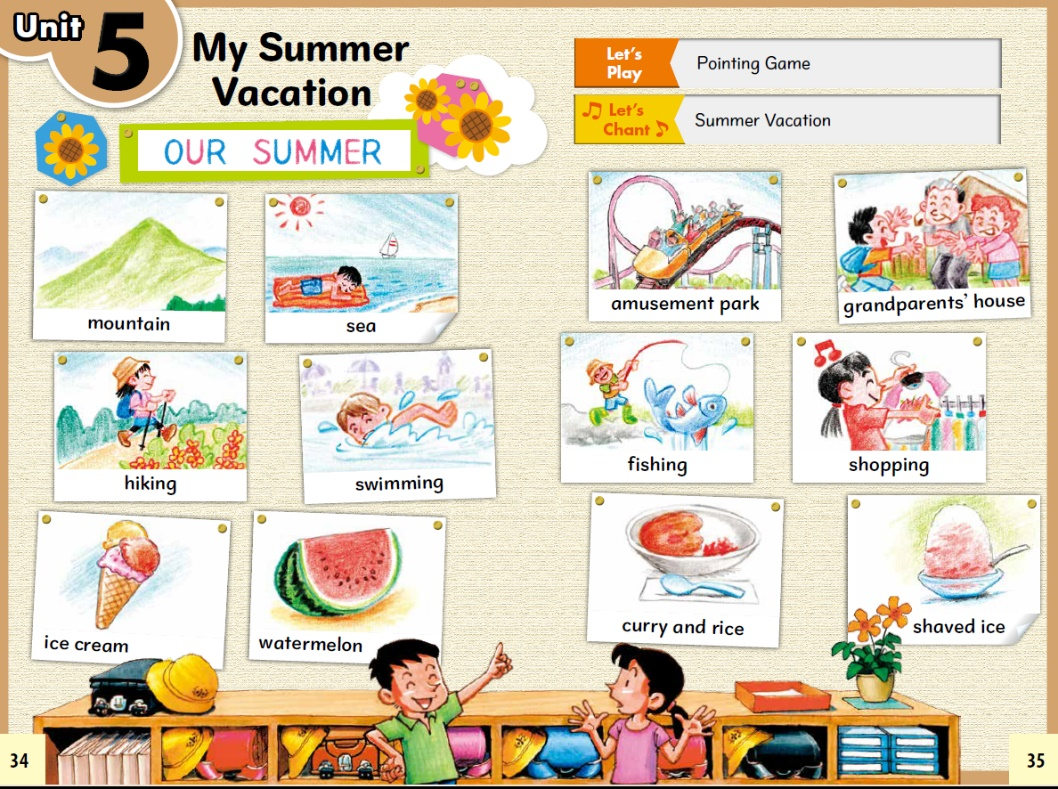 Unit 5
My Summer
Vacation
OUR SUMMER
Let's
Play
Pointing Game
Let's
Chant
Summer Vacation
mountain
sea
amusement park
grandparents' house
hiking
swimming
fishing
shopping
ice cream
watermelon
curry and rice
shaved ice
34
35